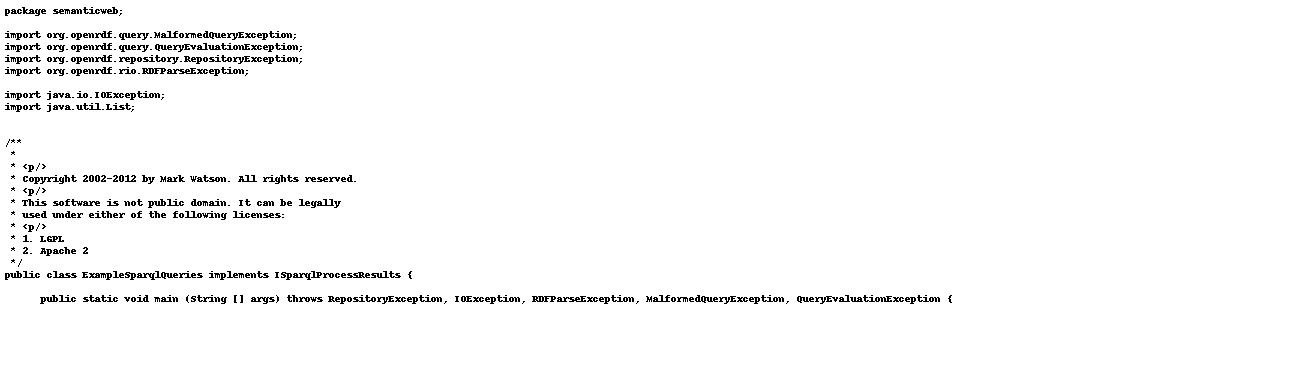 package semanticweb;
import org.openrdf.query.MalformedQueryException;
import org.openrdf.query.QueryEvaluationException;
import org.openrdf.repository.RepositoryException;
import org.openrdf.rio.RDFParseException;
import java.io.IOException;
import java.util.List;
/**
*
* <p/>
* Copyright 2002-2012 by Mark Watson. All rights reserved.
* <p/>
* This software is not public domain. It can be legally
* used under either of the following licenses:
* <p/>
* 1. LGPL
* 2. Apache 2
*/
public class ExampleSparqlQueries implements ISparqlProcessResults {
public static void main (String [] args) throws RepositoryException, IOException, RDFParseException, MalformedQueryException, QueryEvaluationException {